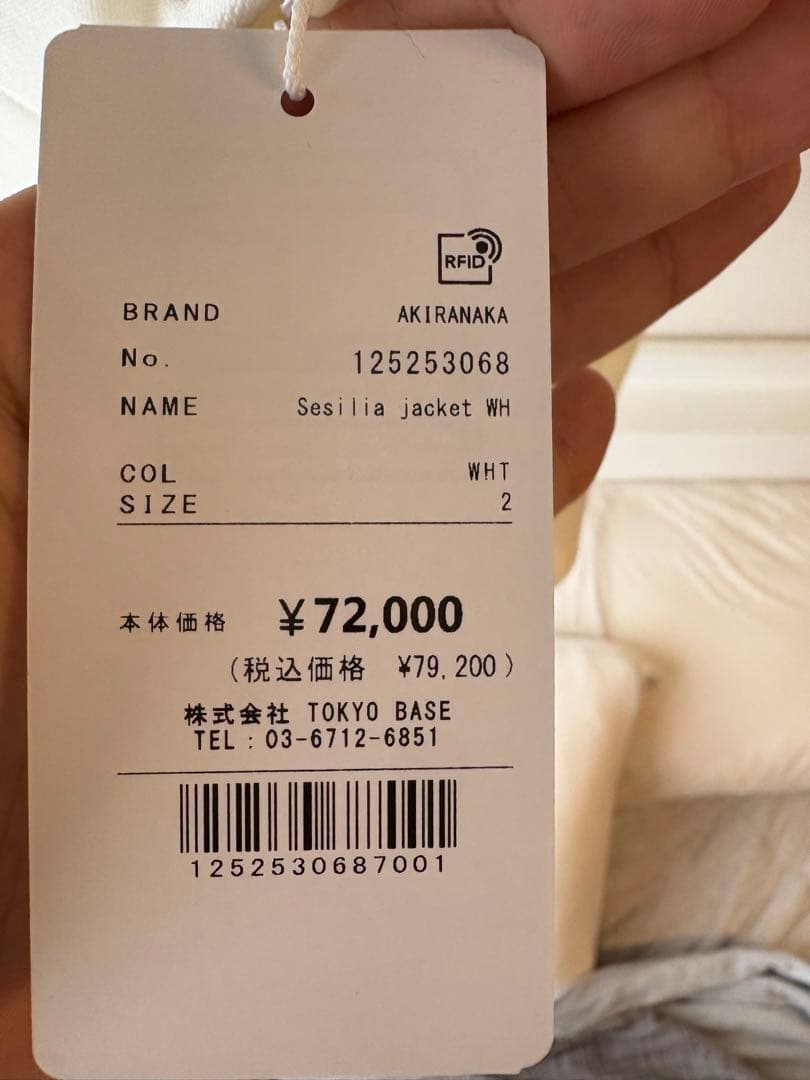 RFID
BRAND AKIRANAKA
No. 125253068
NAME Sesilia jacket WH
COL WHT
SIZE 2
本体価格 ¥72,000
(税込価格 ¥79,200)
株式会社 TOKYO BASE
TEL : 03-6712-6851
1252530687001